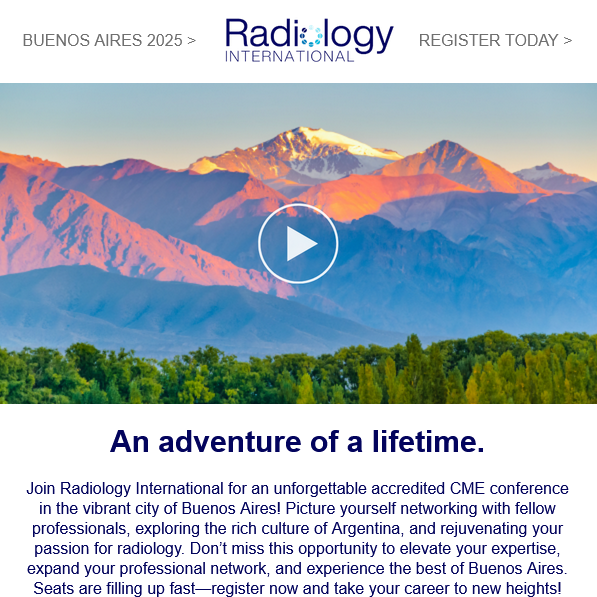 BUENOS AIRES 2025 >
Radiology
INTERNATIONAL
REGISTER TODAY >
An adventure of a lifetime.
Join Radiology International for an unforgettable accredited CME conference
in the vibrant city of Buenos Aires! Picture yourself networking with fellow
professionals, exploring the rich culture of Argentina, and rejuvenating your
passion for radiology. Don’t miss this opportunity to elevate your expertise,
expand your professional network, and experience the best of Buenos Aires.
Seats are filling up fast—register now and take your career to new heights!